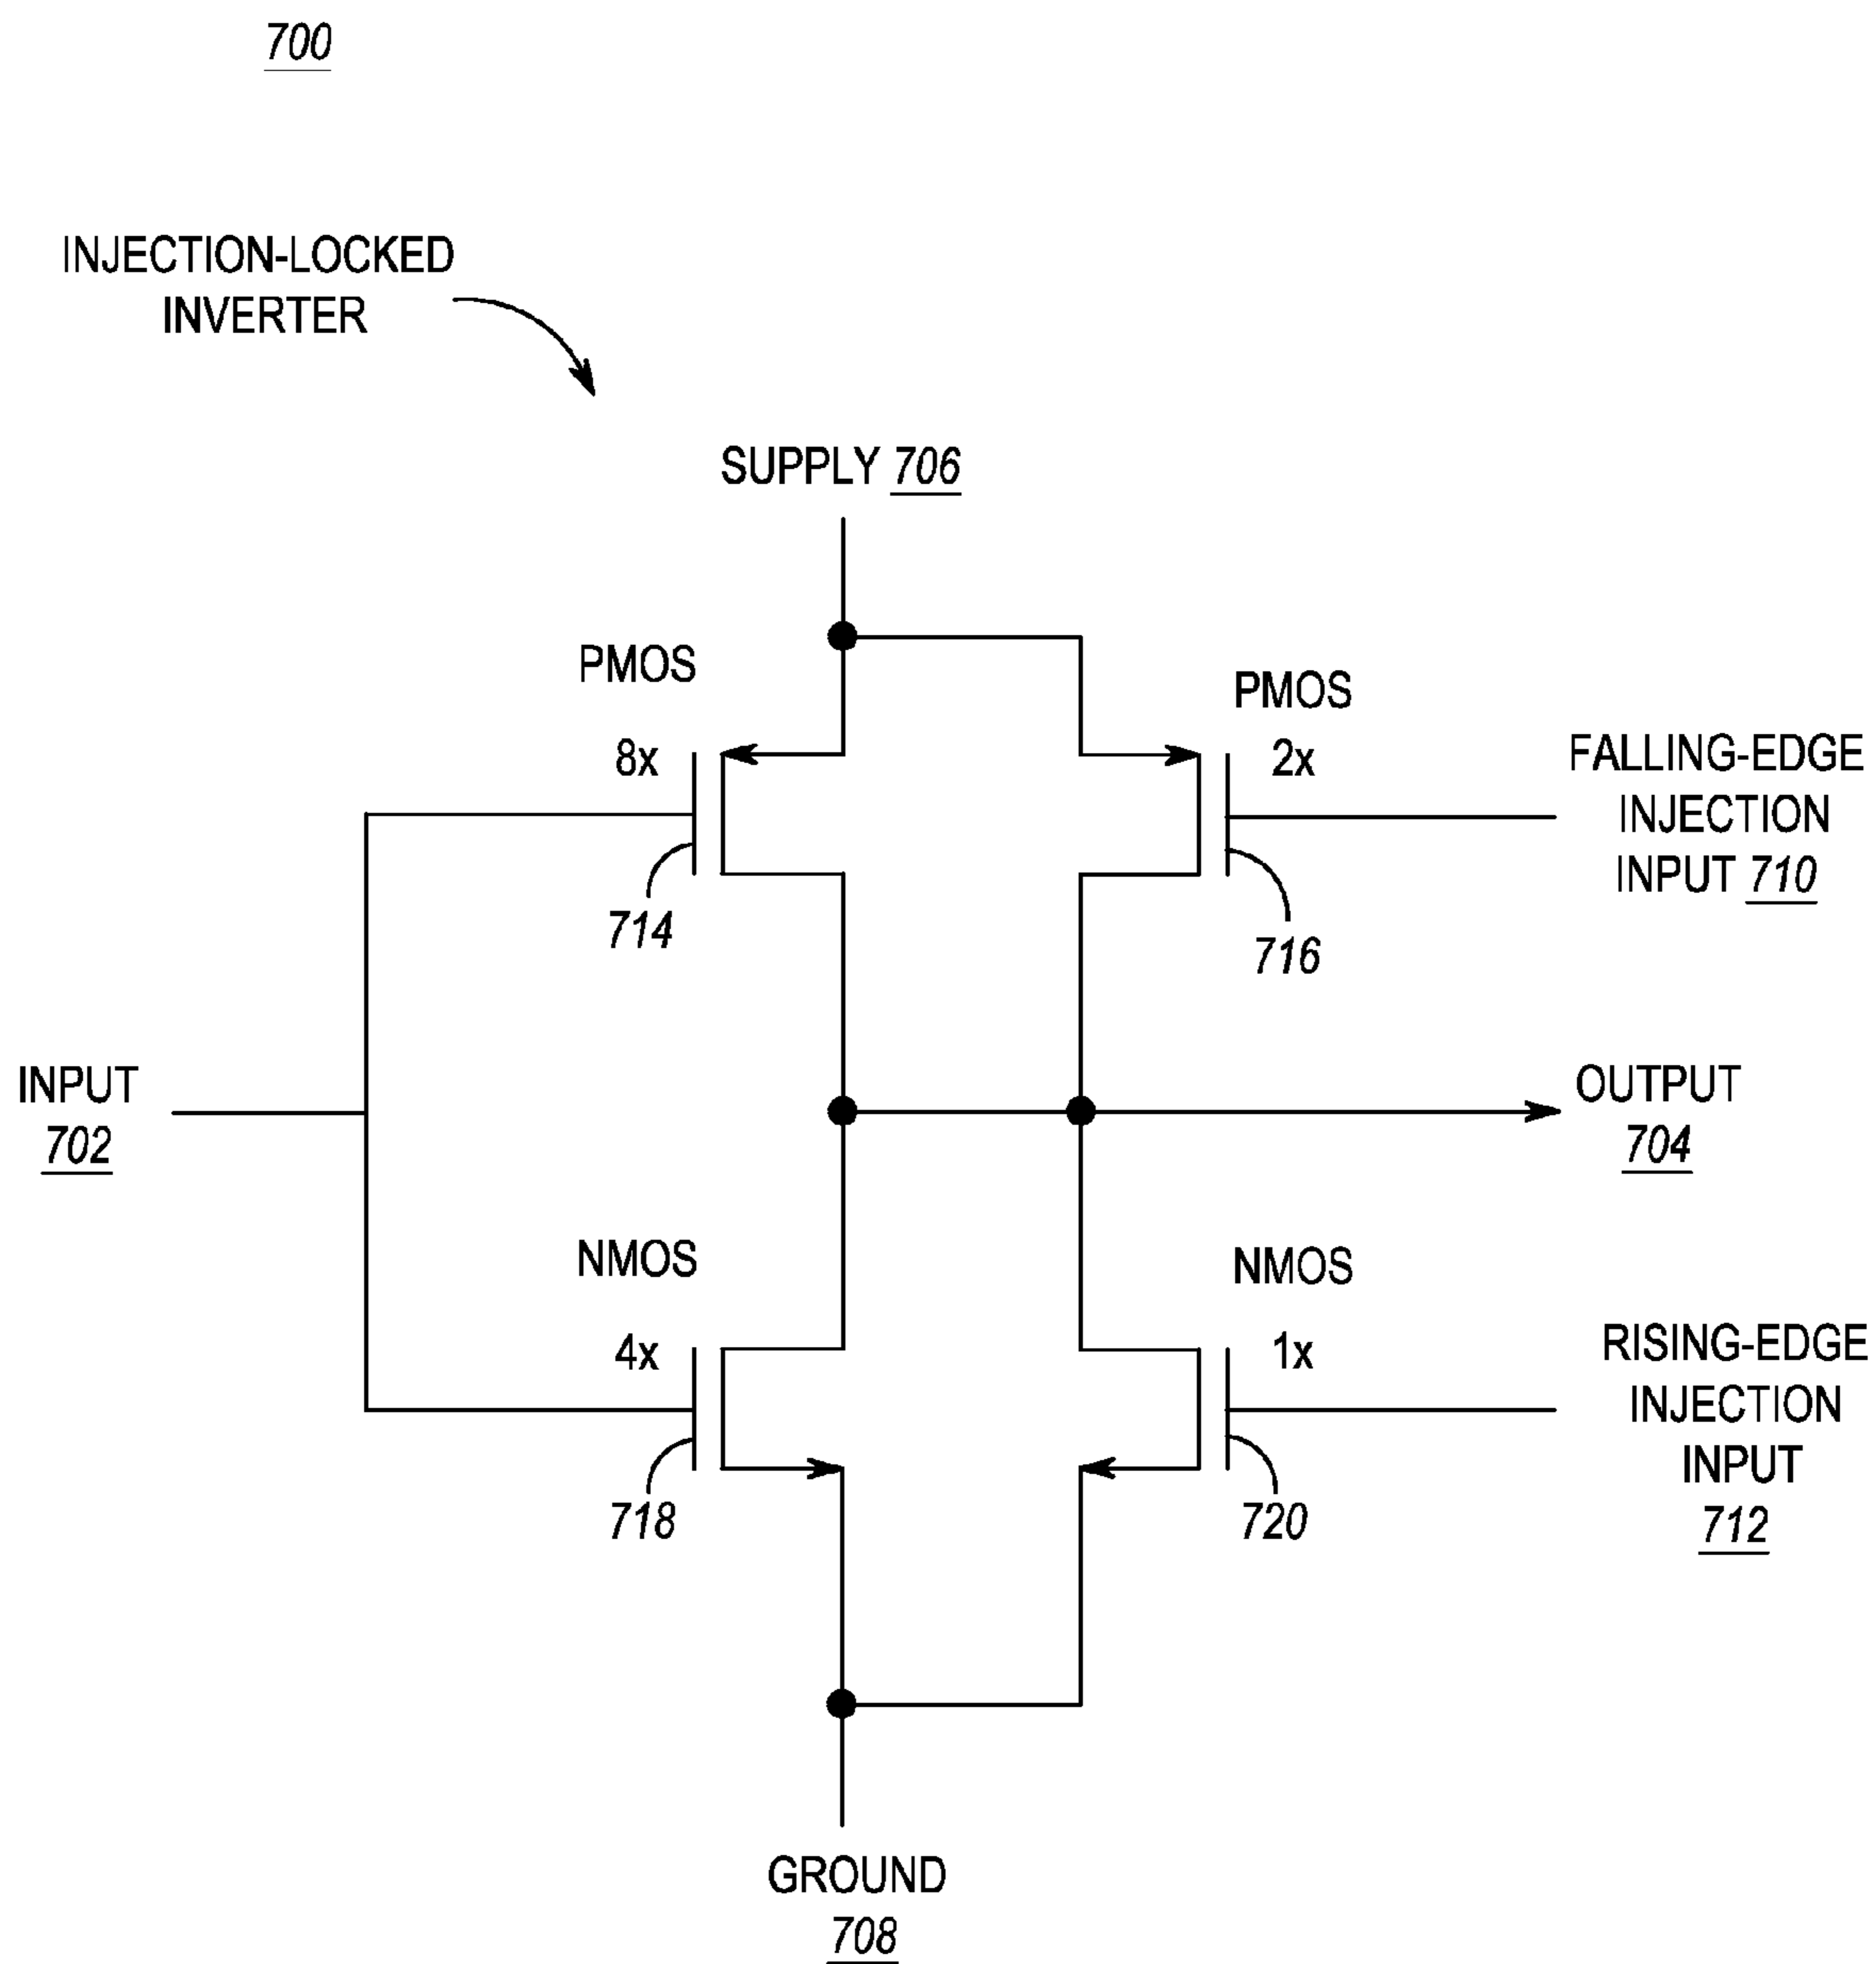 700
INJECTION-LOCKED
INVERTER
SUPPLY 706
PMOS
8x
714
PMOS
2x
716
FALLING-EDGE
INJECTION
INPUT 710
INPUT
702
OUTPUT
704
NMOS
4x
718
NMOS
1x
720
RISING-EDGE
INJECTION
INPUT
712
GROUND
708